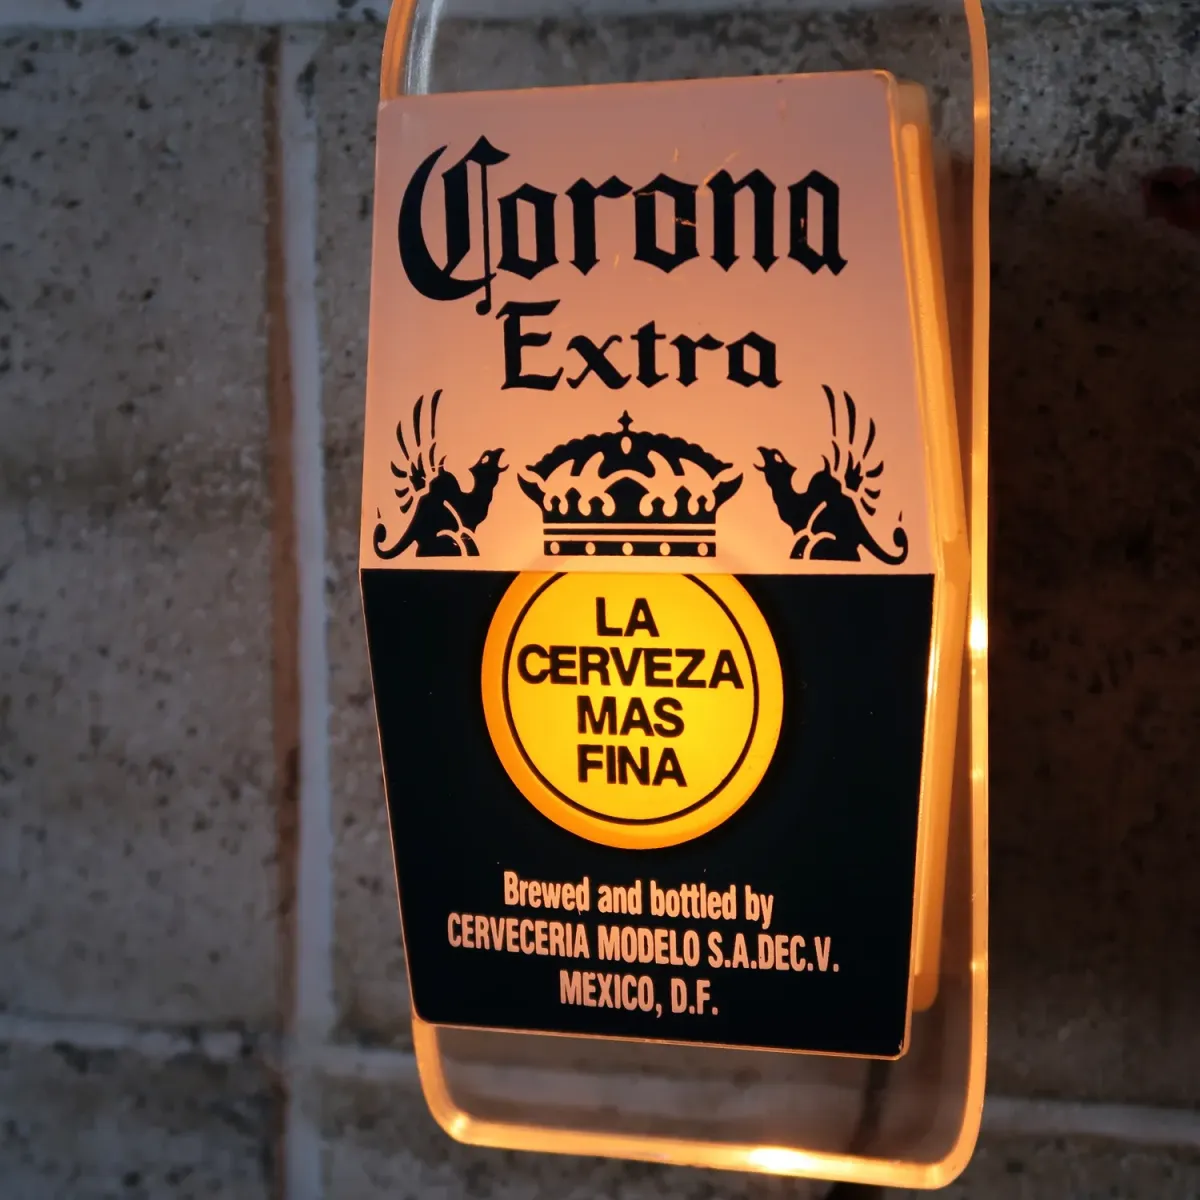 Corona
Extra
LA
CERVEZA
MAS
FINA
Brewed and bottled by
CERVECERIA MODELO S.A.DEC.V.
MEXICO, D.F.